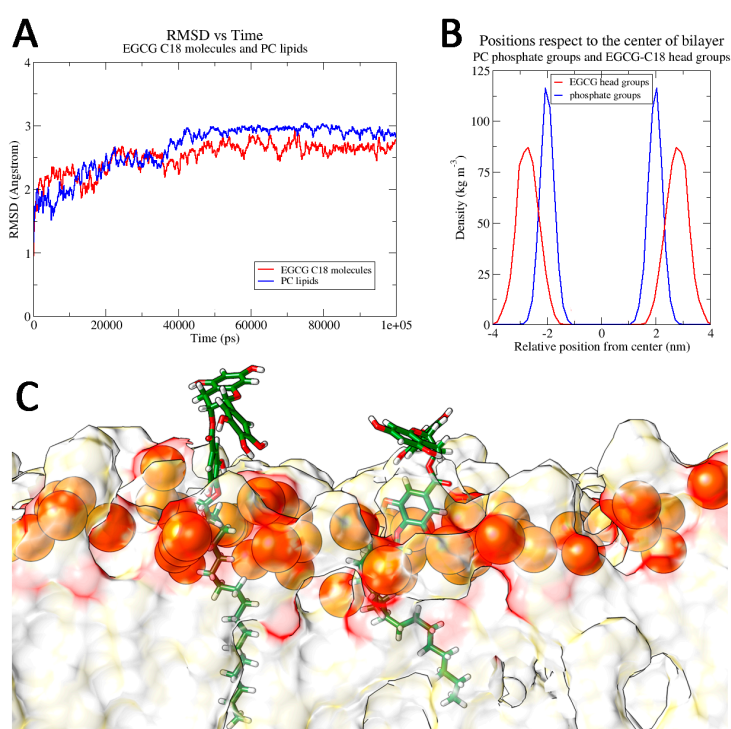 A
RMSD vs Time
EGCG C18 molecules and PC lipids
RMSD (Angstrom)
4
3
2
1
0
EGCG C18 molecules
PC lipids
0
20000
40000
60000
80000
1e+05
Time (ps)
B
Positions respect to the center of bilayer
PC phosphate groups and EGCG-C18 head groups
Density (kg m-3)
125
100
75
50
25
0
EGCG head groups
phosphate groups
-4
-2
0
2
4
Relative position from center (nm)
C